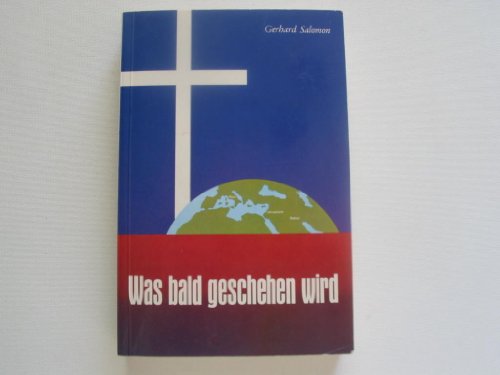 Gerhard Salomon
Was bald geschehen wird